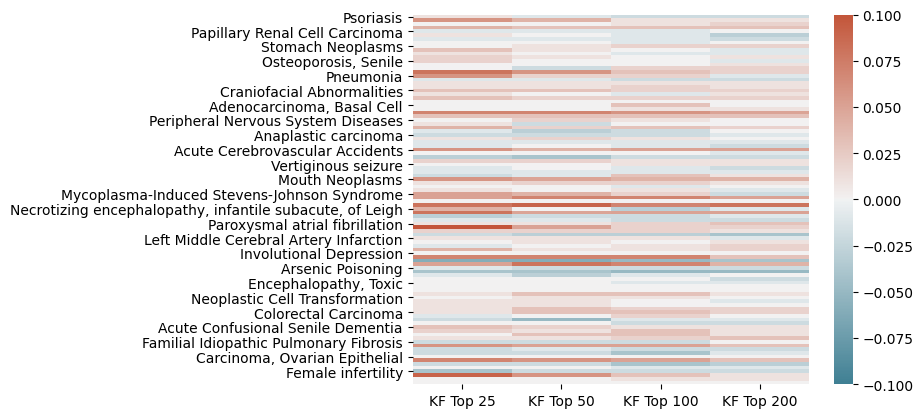 Psoriasis
Papillary Renal Cell Carcinoma
Stomach Neoplasms
Osteoporosis, Senile
Pneumonia
Craniofacial Abnormalities
Adenocarcinoma, Basal Cell
Peripheral Nervous System Diseases
Anaplastic carcinoma
Acute Cerebrovascular Accidents
Vertiginous seizure
Mouth Neoplasms
Mycoplasma-Induced Stevens-Johnson Syndrome
Necrotizing encephalopathy, infantile subacute, of Leigh
Paroxysmal atrial fibrillation
Left Middle Cerebral Artery Infarction
Involutional Depression
Arsenic Poisoning
Encephalopathy, Toxic
Neoplastic Cell Transformation
Colorectal Carcinoma
Acute Confusional Senile Dementia
Familial Idiopathic Pulmonary Fibrosis
Carcinoma, Ovarian Epithelial
Female infertility
KF Top 25
KF Top 50
KF Top 100
KF Top 200
0.100
0.075
0.050
0.025
0.000
−0.025
−0.050
−0.075
−0.100